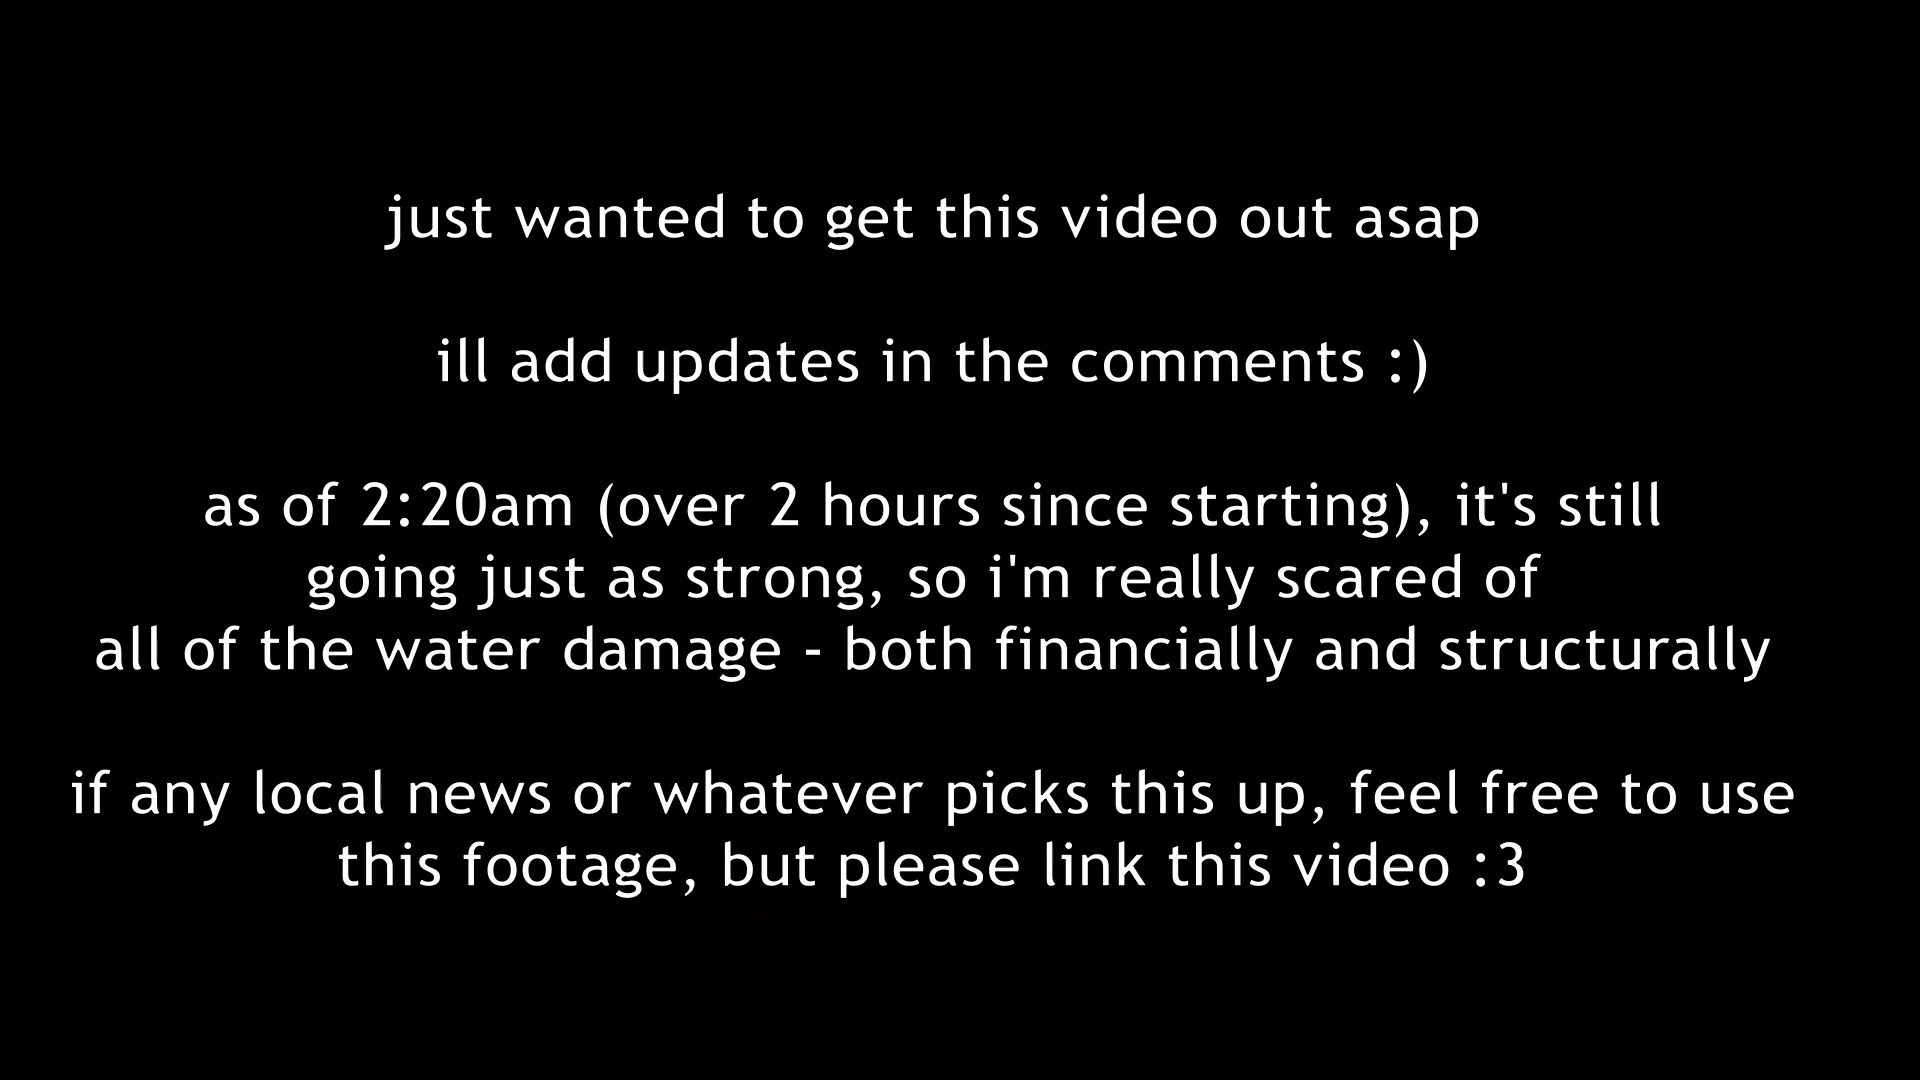 just wanted to get this video out asap
ill add updates in the comments :)
as of 2:20am (over 2 hours since starting), it's still
going just as strong, so i'm really scared of
all of the water damage - both financially and structurally
if any local news or whatever picks this up, feel free to use
this footage, but please link this video :3